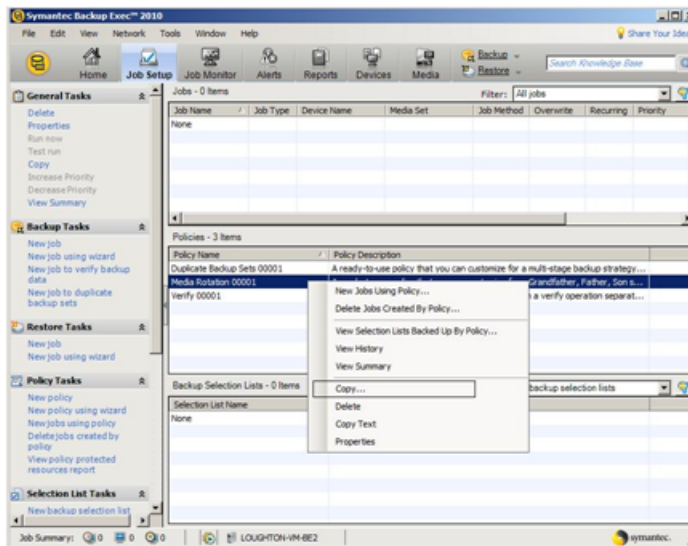 Symantec Backup Exec™ 2010
File Edit View Network Tools Window Help
Share Your Idea
Home Job Setup Job Monitor Alerts Reports Devices Media
Backup
Restore
Search Knowledge Base
General Tasks
Delete
Properties
Run now
Test run
Copy
Increase Priority
Decrease Priority
View Summary
Backup Tasks
New job
New job using wizard
New job to verify backup
data
New job to duplicate
backup sets
Restore Tasks
New job
New job using wizard
Policy Tasks
New policy
New policy using wizard
New jobs using policy
Delete jobs created by
policy
View policy protected
resources report
Selection List Tasks
New backup selection list
Jobs - 0 Items
Filter: All jobs
Job Name / Job Type Device Name Media Set Job Method Overwrite Recurring Priority
None
Policies - 3 Items
Policy Name / Policy Description
Duplicate Backup Sets 00001 A ready-to-use policy that you can customize for a multi-stage backup strategy...
Media Rotation 00001 Grandfather, Father, Son s...
Verify 00001 a verify operation separat...
New Jobs Using Policy...
Delete Jobs Created By Policy...
View Selection Lists Backed Up By Policy...
View History
View Summary
Copy...
Delete
Copy Text
Properties
Backup Selection Lists - 0 Items
backup selection lists
Selection List Name
None
Job Summary: 0 0 0
LOUGHTON-VM-BE2
symantec.